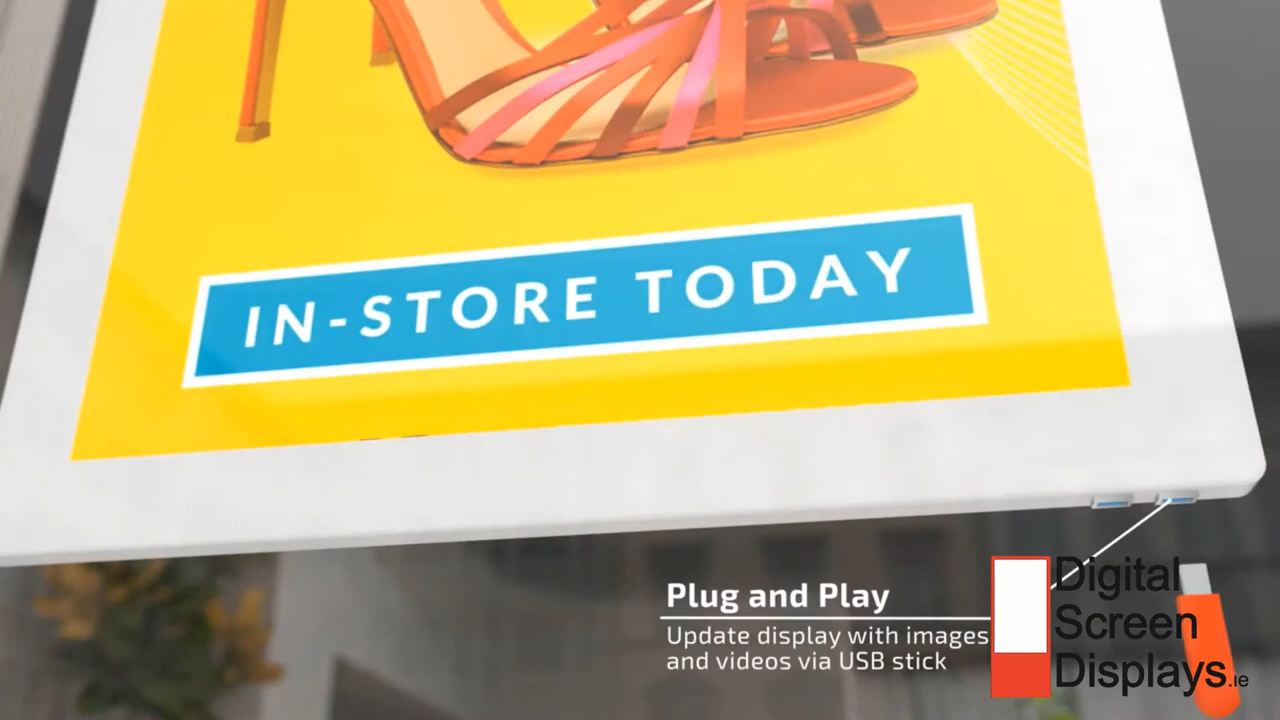 IN-STORE TODAY
Plug and Play
Update display with images
and videos via USB stick
Digital
Screen
Displays.ie